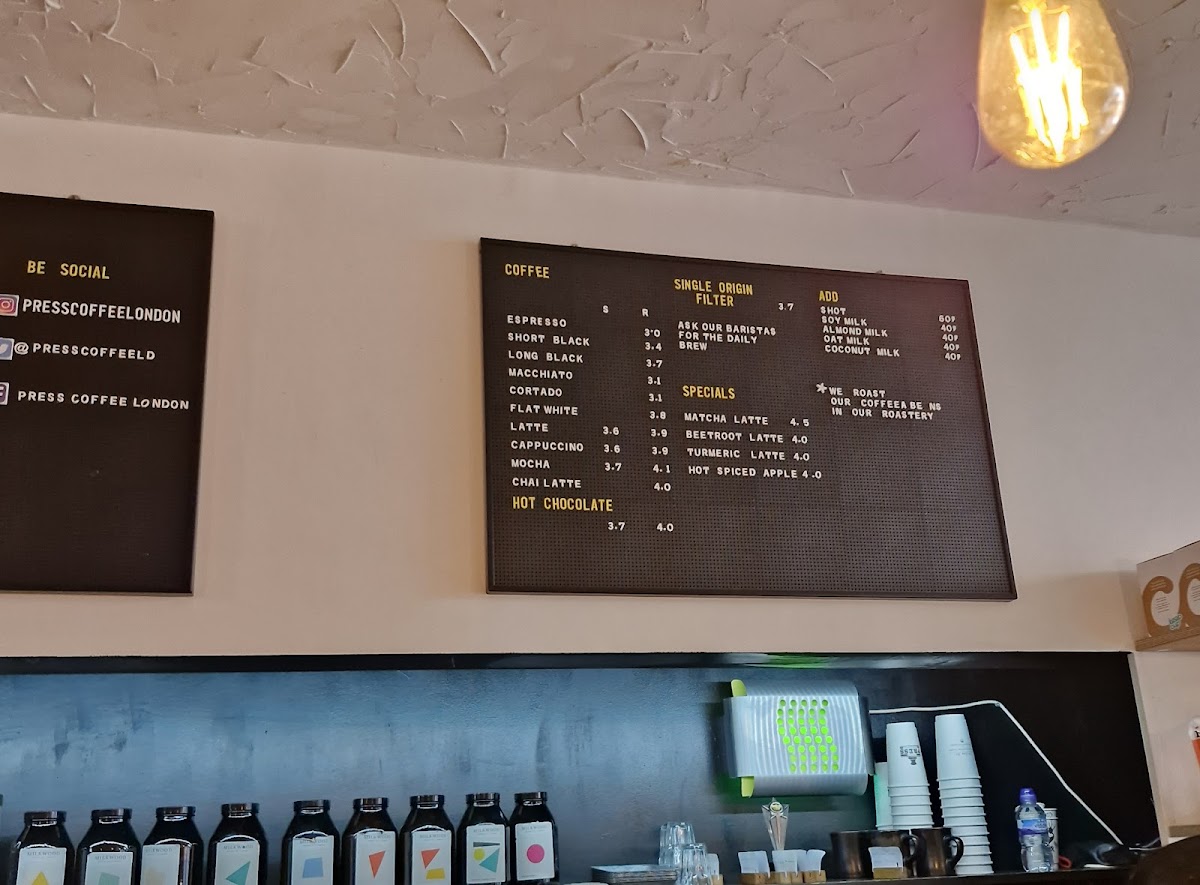 BE SOCIAL
PRESSCOFFEELONDON
@PRESSCOFFEELD
PRESS COFFEE LONDON
COFFEE
S R
ESPRESSO 3'0
SHORT BLACK 3.4
LONG BLACK 3.7
MACCHIATO 3.1
CORTADO 3.1
FLAT WHITE 3.8
LATTE 3.6 3.9
CAPPUCCINO 3.6 3.9
MOCHA 3.7 4.1
CHAI LATTE 4.0
HOT CHOCOLATE
3.7 4.0
SINGLE ORIGIN
FILTER 3.7
ASK OUR BARISTAS
FOR THE DAILY
BREW
SPECIALS
MATCHA LATTE 4.5
BEETROOT LATTE 4.0
TURMERIC LATTE 4.0
HOT SPICED APPLE 4.0
ADD
SHOT 60P
SOY MILK 40P
ALMOND MILK 40P
OAT MILK 40P
COCONUT MILK 40P
*WE ROAST
OUR COFFEEA BE NS
IN OUR ROASTERY
MILKWOOD